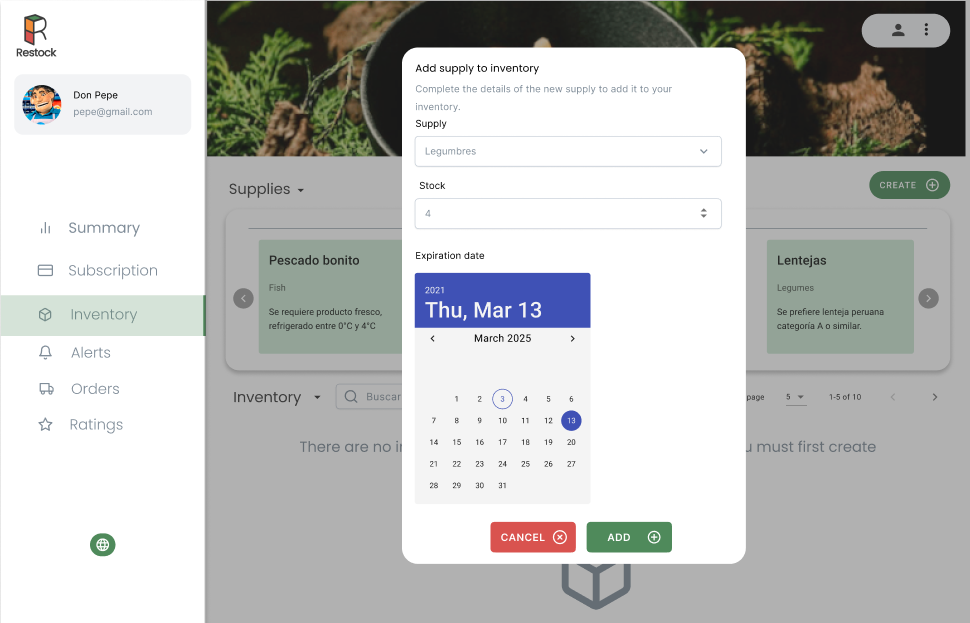 Restock
Don Pepe
pepe@gmail.com
Summary
Subscription
Inventory
Alerts
Orders
Ratings
Supplies
CREATE
Pescado bonito
Fish
Se requiere producto fresco,
refrigerado entre 0°C y 4°C
Lentejas
Legumes
Se prefiere lenteja peruana
categoría A o similar.
Inventory
Buscar
page
5
1-5 of 10
There are no in
u must first create
Add supply to inventory
Complete the details of the new supply to add it to your
inventory.
Supply
Legumbres
Stock
4
Expiration date
2021
Thu, Mar 13
March 2025
1 2 3 4 5 6
7 8 9 10 11 12 13
14 15 16 17 18 19 20
21 22 23 24 25 26 27
28 29 30 31
CANCEL
ADD